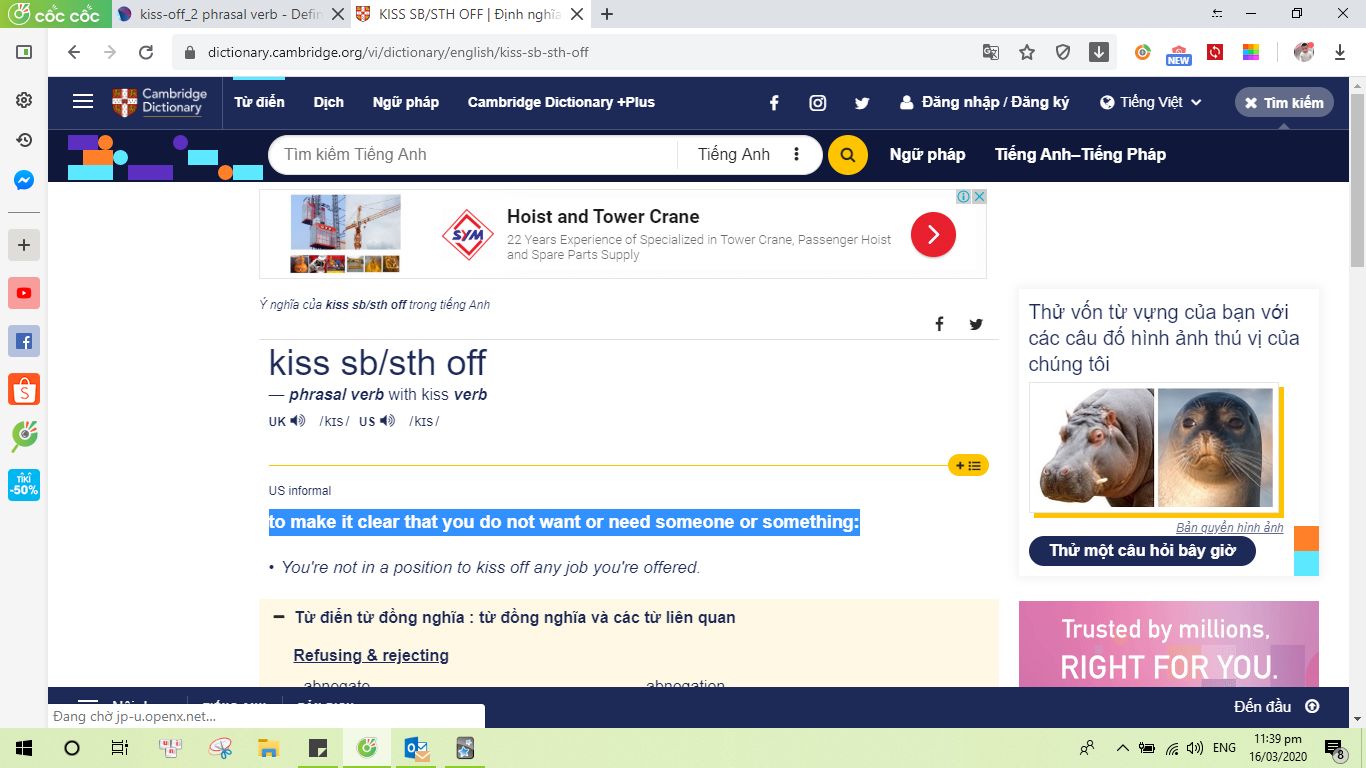 cốc cốc
kiss-off_2 phrasal verb - Defin
KISS SB/STH OFF | Định nghĩa
dictionary.cambridge.org/vi/dictionary/english/kiss-sb-sth-off
NEW
Cambridge
Dictionary
Từ điển Dịch Ngữ pháp Cambridge Dictionary +Plus
Đăng nhập / Đăng ký
Tiếng Việt
Tìm kiếm
Tìm kiếm Tiếng Anh
Tiếng Anh
Ngữ pháp
Tiếng Anh–Tiếng Pháp
SYM
Hoist and Tower Crane
22 Years Experience of Specialized in Tower Crane, Passenger Hoist
and Spare Parts Supply
Ý nghĩa của kiss sb/sth off trong tiếng Anh
kiss sb/sth off
— phrasal verb with kiss verb
UK /kɪs/ US /kɪs/
US informal
to make it clear that you do not want or need someone or something:
• You're not in a position to kiss off any job you're offered.
Từ điển từ đồng nghĩa : từ đồng nghĩa và các từ liên quan
Refusing & rejecting
abnegate
abnegation
Thử vốn từ vựng của bạn với
các câu đố hình ảnh thú vị của
chúng tôi
Bản quyền hình ảnh
Thử một câu hỏi bây giờ
Trusted by millions,
RIGHT FOR YOU.
TIKI
-50%
Đến đầu
Đang chờ jp-u.openx.net...
ENG
11:39 pm
16/03/2020
8